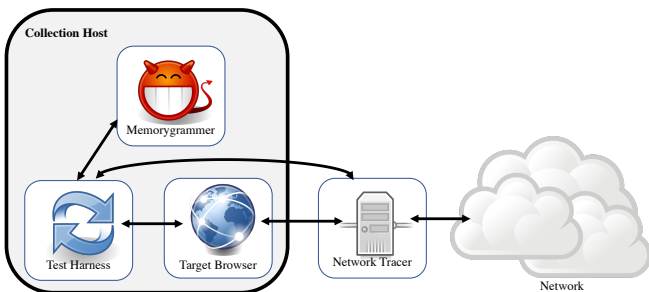 Collection Host
Memorygrammer
Test Harness
Target Browser
Network Tracer
Network